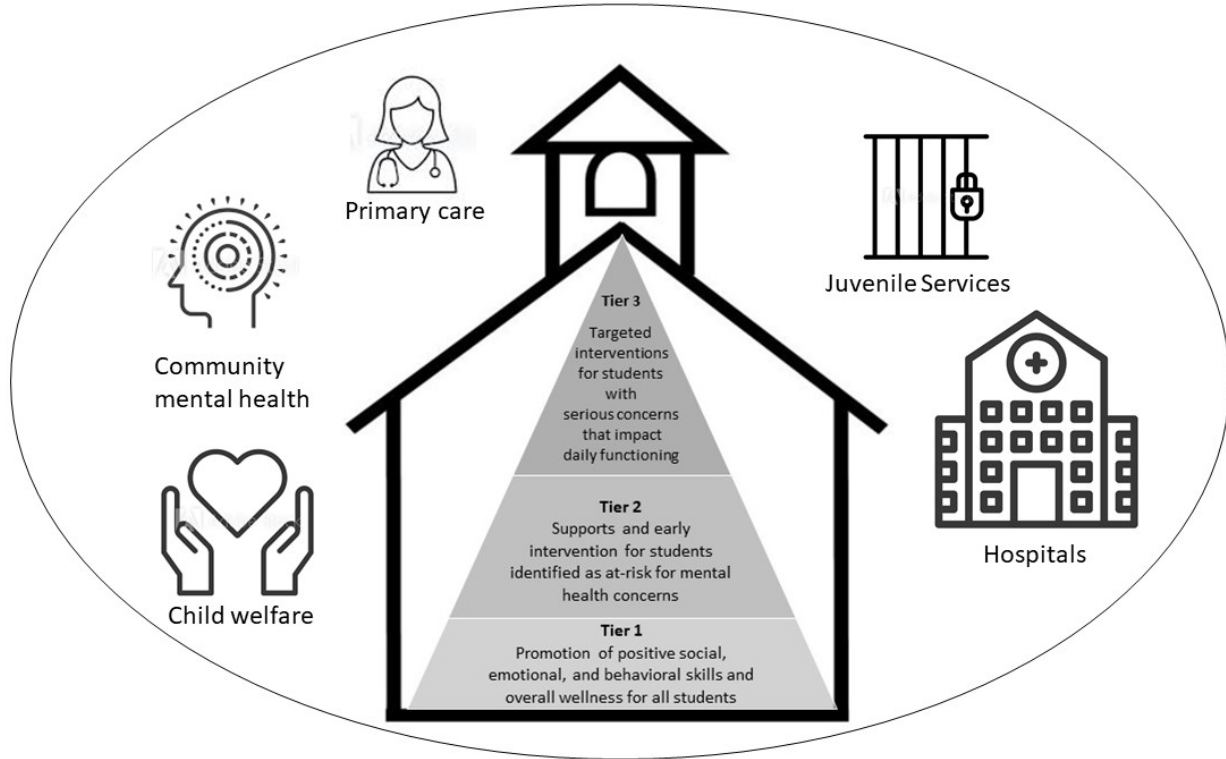 Primary care
Community
mental health
Child welfare
Tier 3
Targeted
interventions
for students
with
serious concerns
that impact
daily functioning
Tier 2
Supports and early
intervention for students
identified as at-risk for mental
health concerns
Tier 1
Promotion of positive social,
emotional, and behavioral skills and
overall wellness for all students
Juvenile Services
Hospitals